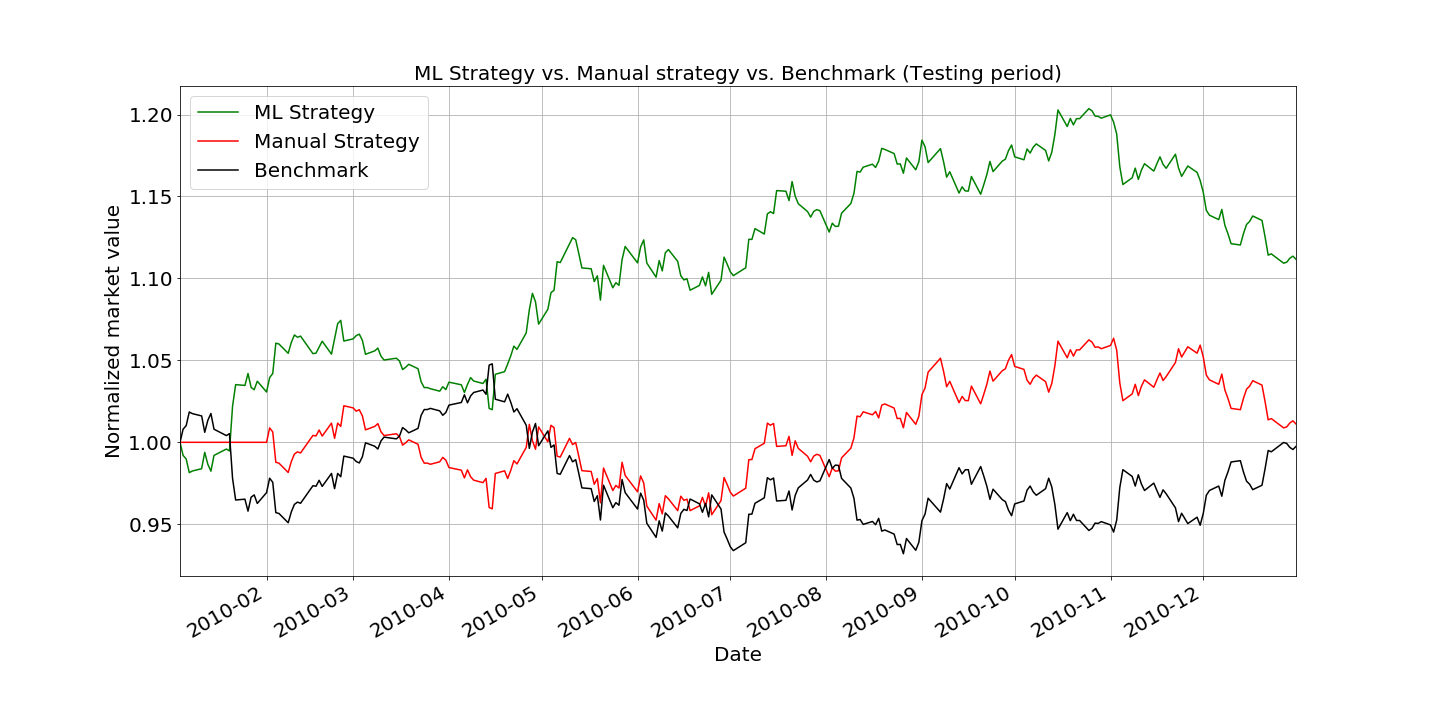 ML Strategy vs. Manual strategy vs. Benchmark (Testing period)
ML Strategy
Manual Strategy
Benchmark
Normalized market value
1.20
1.15
1.10
1.05
1.00
0.95
2010-02
2010-03
2010-04
2010-05
2010-06
2010-07
2010-08
2010-09
2010-10
2010-11
2010-12
Date